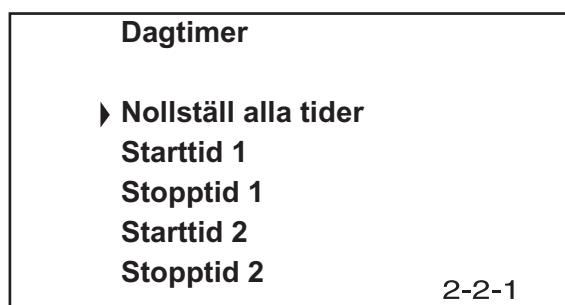 Dagtimer
Nollställ alla tider
Starttid 1
Stopptid 1
Starttid 2
Stopptid 2
2-2-1